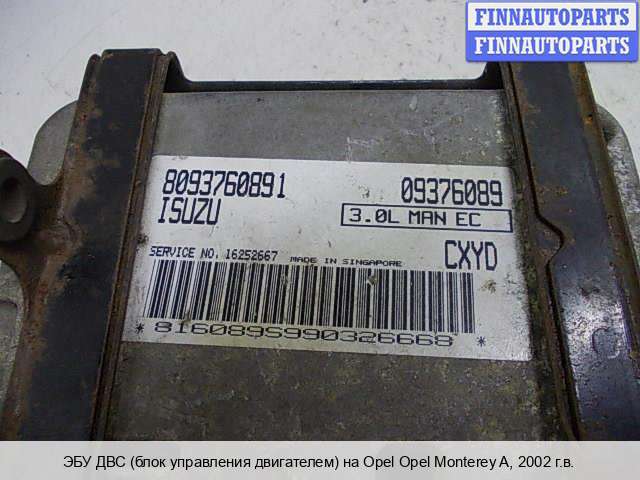 FINNAUTOPARTS
FINNAUTOPARTS
8093760891 09376089
ISUZU 3.0L MAN EC
SERVICE NO. 16252667 MADE IN SINGAPORE CXYD
*816089S990326668*
ЭБУ ДВС (блок управления двигателем) на Opel Opel Monterey A, 2002 г.в.